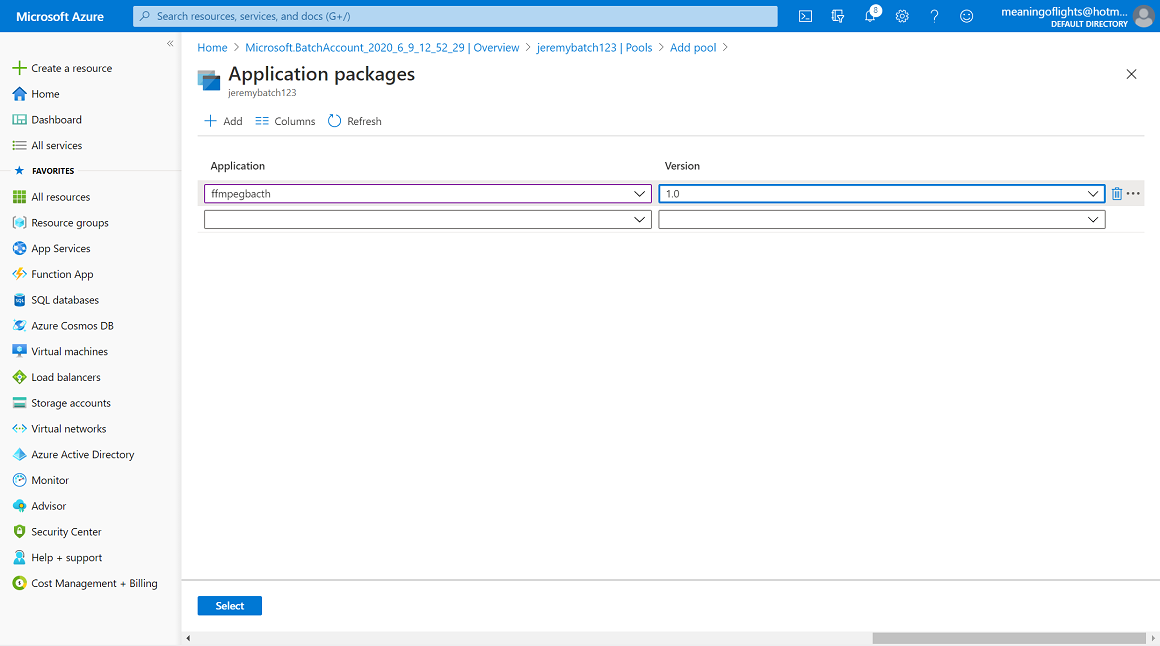 Microsoft Azure
Search resources, services, and docs (G+/)
8
meaningoflights@hotm...
DEFAULT DIRECTORY
«
Create a resource
Home
Dashboard
All services
FAVORITES
All resources
Resource groups
App Services
Function App
SQL databases
Azure Cosmos DB
Virtual machines
Load balancers
Storage accounts
Virtual networks
Azure Active Directory
Monitor
Advisor
Security Center
Help + support
Cost Management + Billing
Home > Microsoft.BatchAccount_2020_6_9_12_52_29 | Overview > jeremybatch123 | Pools > Add pool >
Application packages
jeremybatch123
Add Columns Refresh
Application Version
ffmpegbacth 1.0
Select